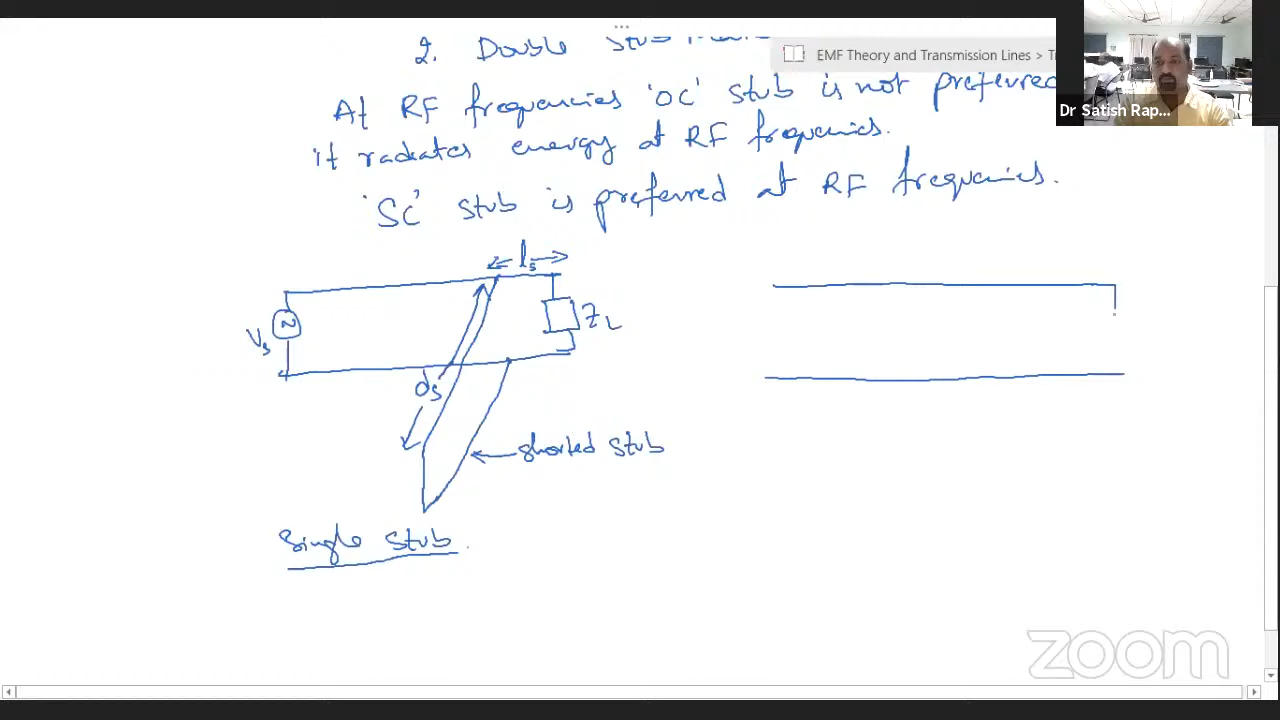 2. Double Stub
EMF Theory and Transmission Lines >
At RF frequencies 'OC' stub is not preferred
Dr Satish Rap...
it radiates energy at RF frequencies.
'SC' stub is preferred at RF frequencies.
ls
Vs
ZL
ds
shorted stub
Single Stub
zoom